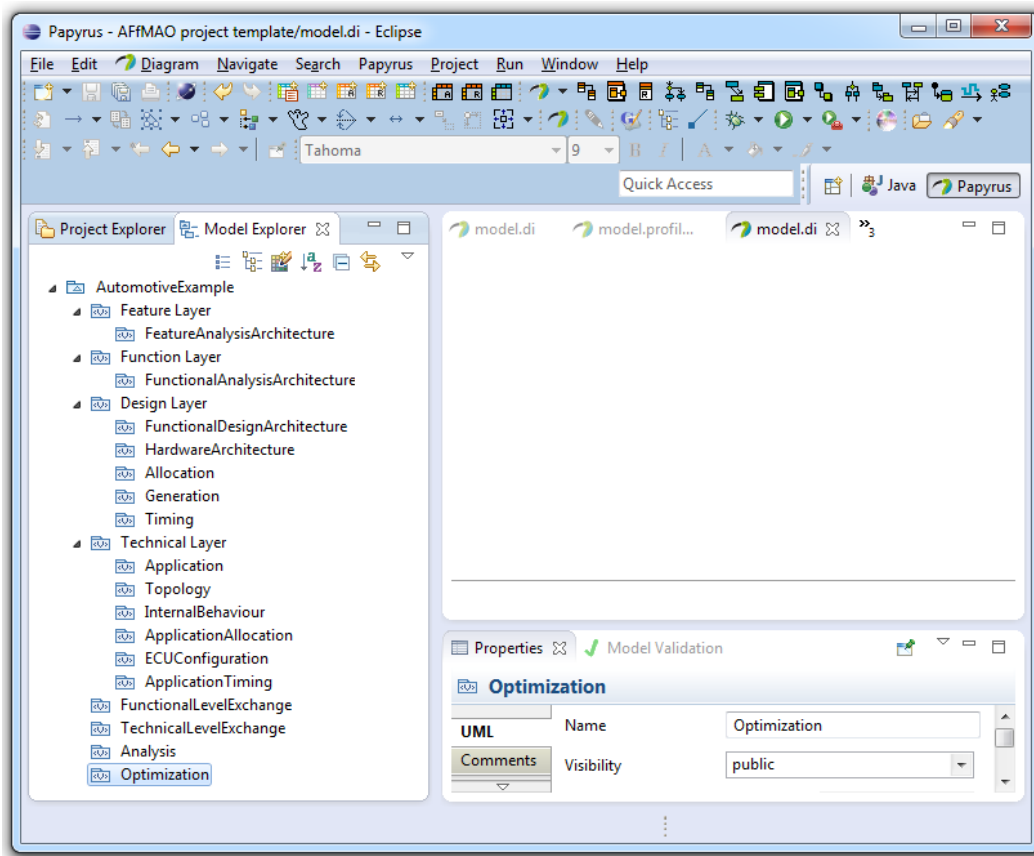 Papyrus - AFfMAO project template/model.di - Eclipse
File Edit Diagram Navigate Search Papyrus Project Run Window Help
Tahoma 9 B I A
Quick Access Java Papyrus
Project Explorer Model Explorer
model.di model.profil... model.di »3
AutomotiveExample
Feature Layer
FeatureAnalysisArchitecture
Function Layer
FunctionalAnalysisArchitecture
Design Layer
FunctionalDesignArchitecture
HardwareArchitecture
Allocation
Generation
Timing
Technical Layer
Application
Topology
InternalBehaviour
ApplicationAllocation
ECUConfiguration
ApplicationTiming
FunctionalLevelExchange
TechnicalLevelExchange
Analysis
Optimization
Properties Model Validation
Optimization
UML
Comments
Name Optimization
Visibility public